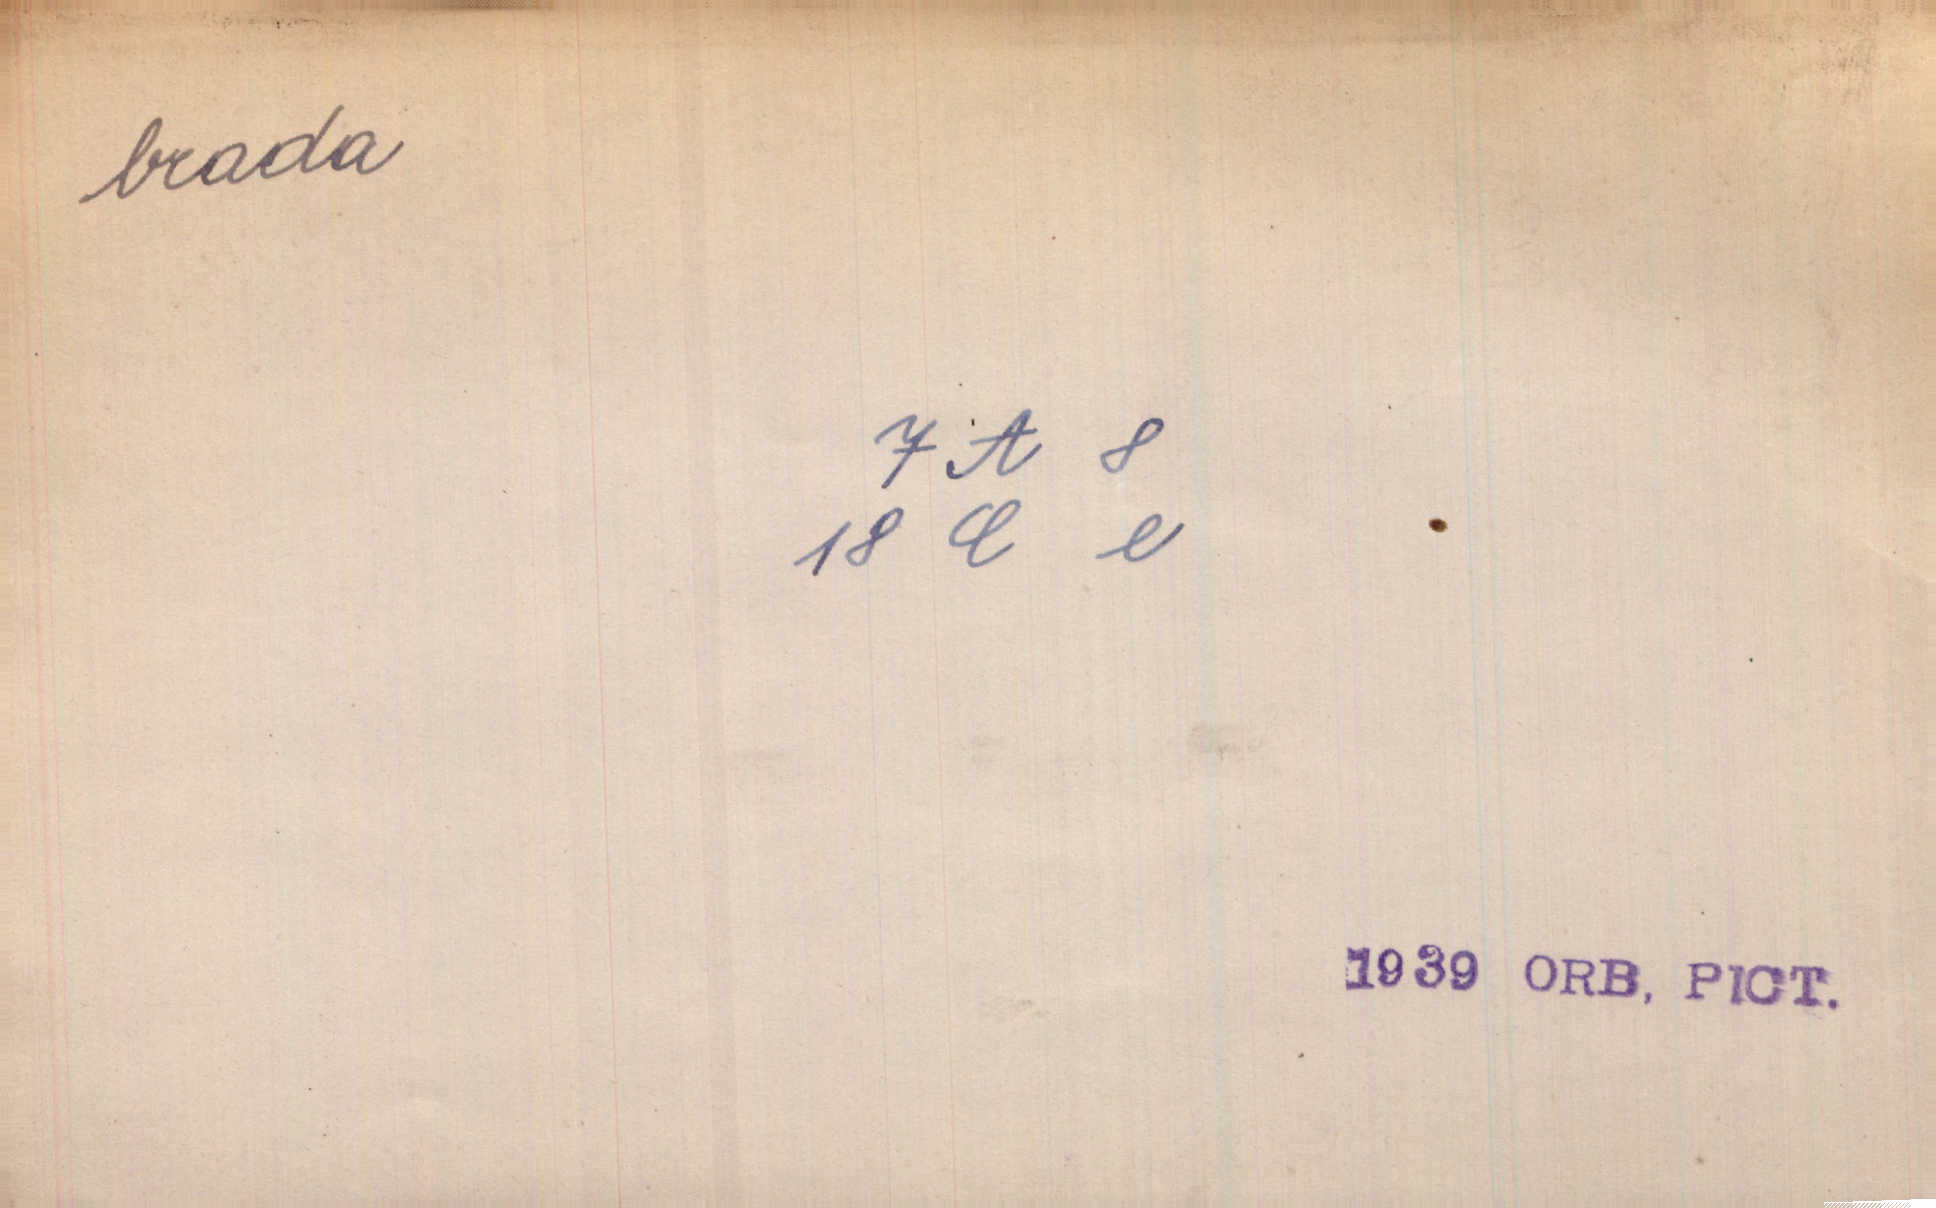 brada
7 A 8
18 C e
1939 ORB. PICT.